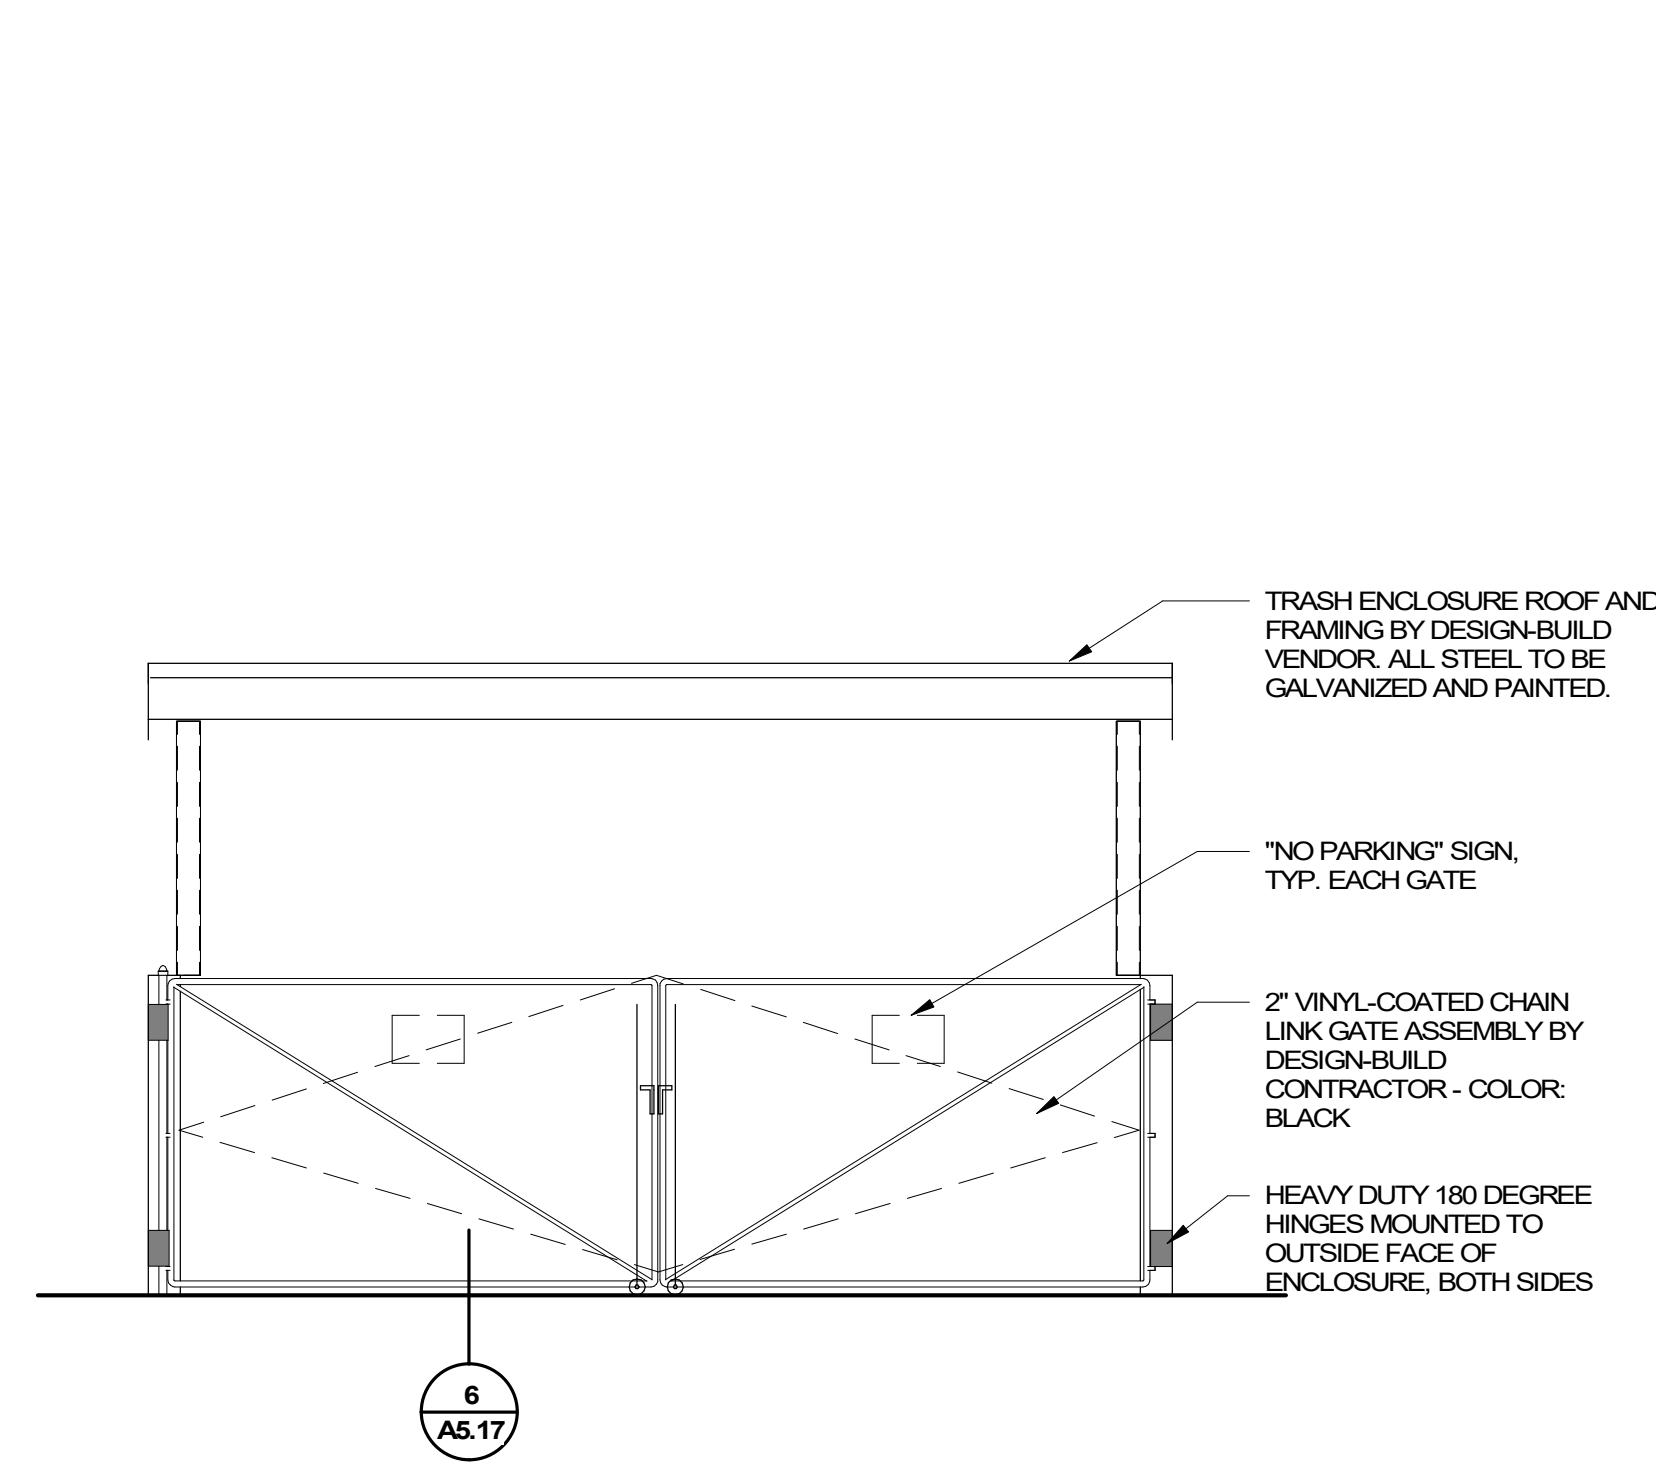 TRASH ENCLOSURE ROOF AND
FRAMING BY DESIGN-BUILD
VENDOR. ALL STEEL TO BE
GALVANIZED AND PAINTED.
"NO PARKING" SIGN,
TYP. EACH GATE
2" VINYL-COATED CHAIN
LINK GATE ASSEMBLY BY
DESIGN-BUILD
CONTRACTOR - COLOR:
BLACK
HEAVY DUTY 180 DEGREE
HINGES MOUNTED TO
OUTSIDE FACE OF
ENCLOSURE, BOTH SIDES
6
A5.17